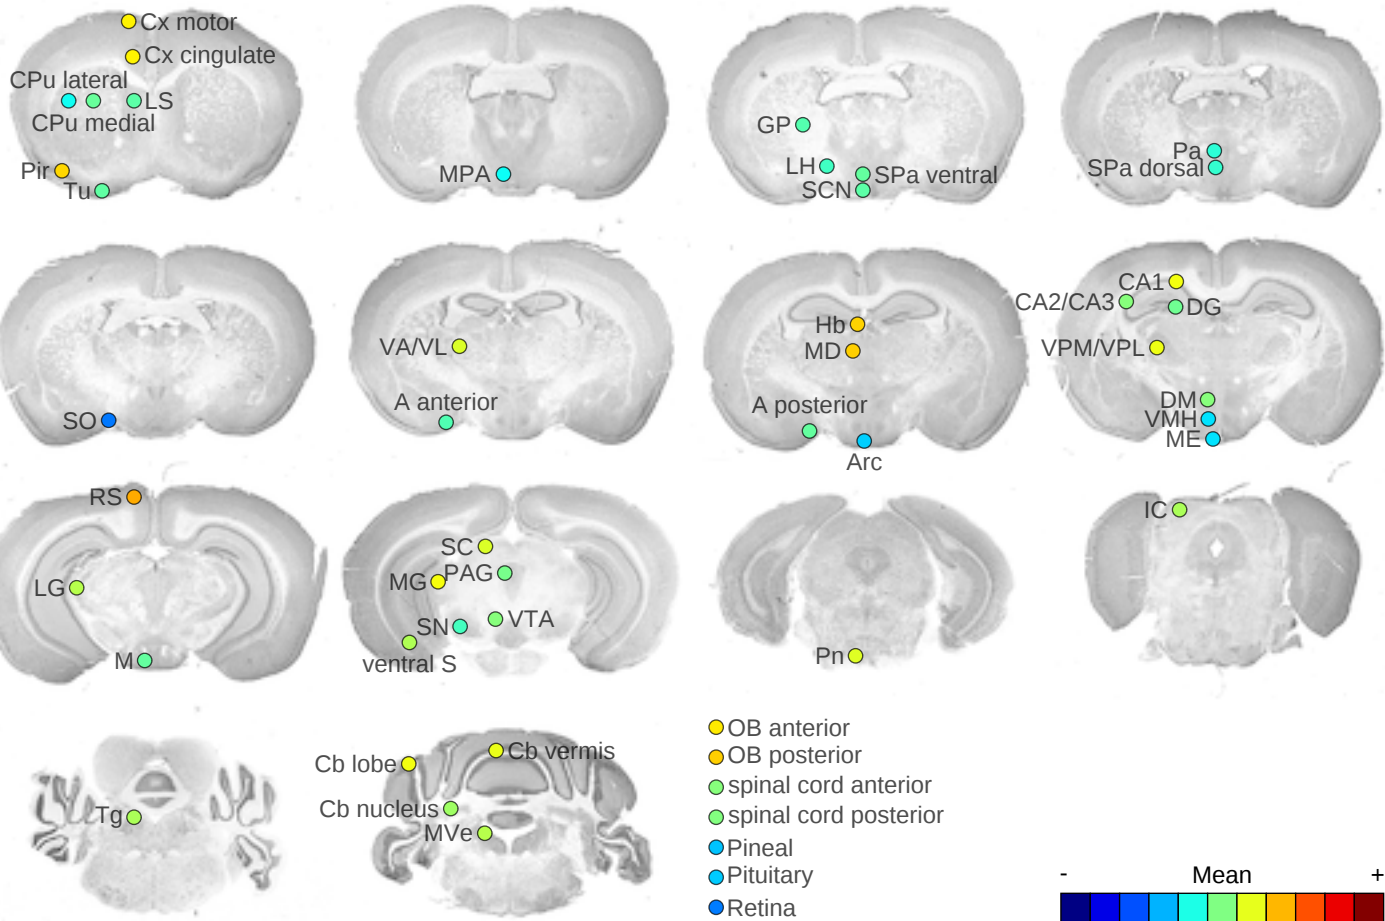 Cx motor
Cx cingulate
CPu lateral
LS
CPu medial
Pir
Tu
MPA
GP
LH
SPa ventral
SCN
Pa
SPa dorsal
SO
VA/VL
A anterior
Hb
MD
A posterior
Arc
CA1
CA2/CA3
DG
VPM/VPL
DM
VMH
ME
RS
LG
M
SC
MG
PAG
SN
VTA
ventral S
Pn
IC
Tg
Cb lobe
Cb vermis
Cb nucleus
MVe
OB anterior
OB posterior
spinal cord anterior
spinal cord posterior
Pineal
Pituitary
Retina
- Mean +